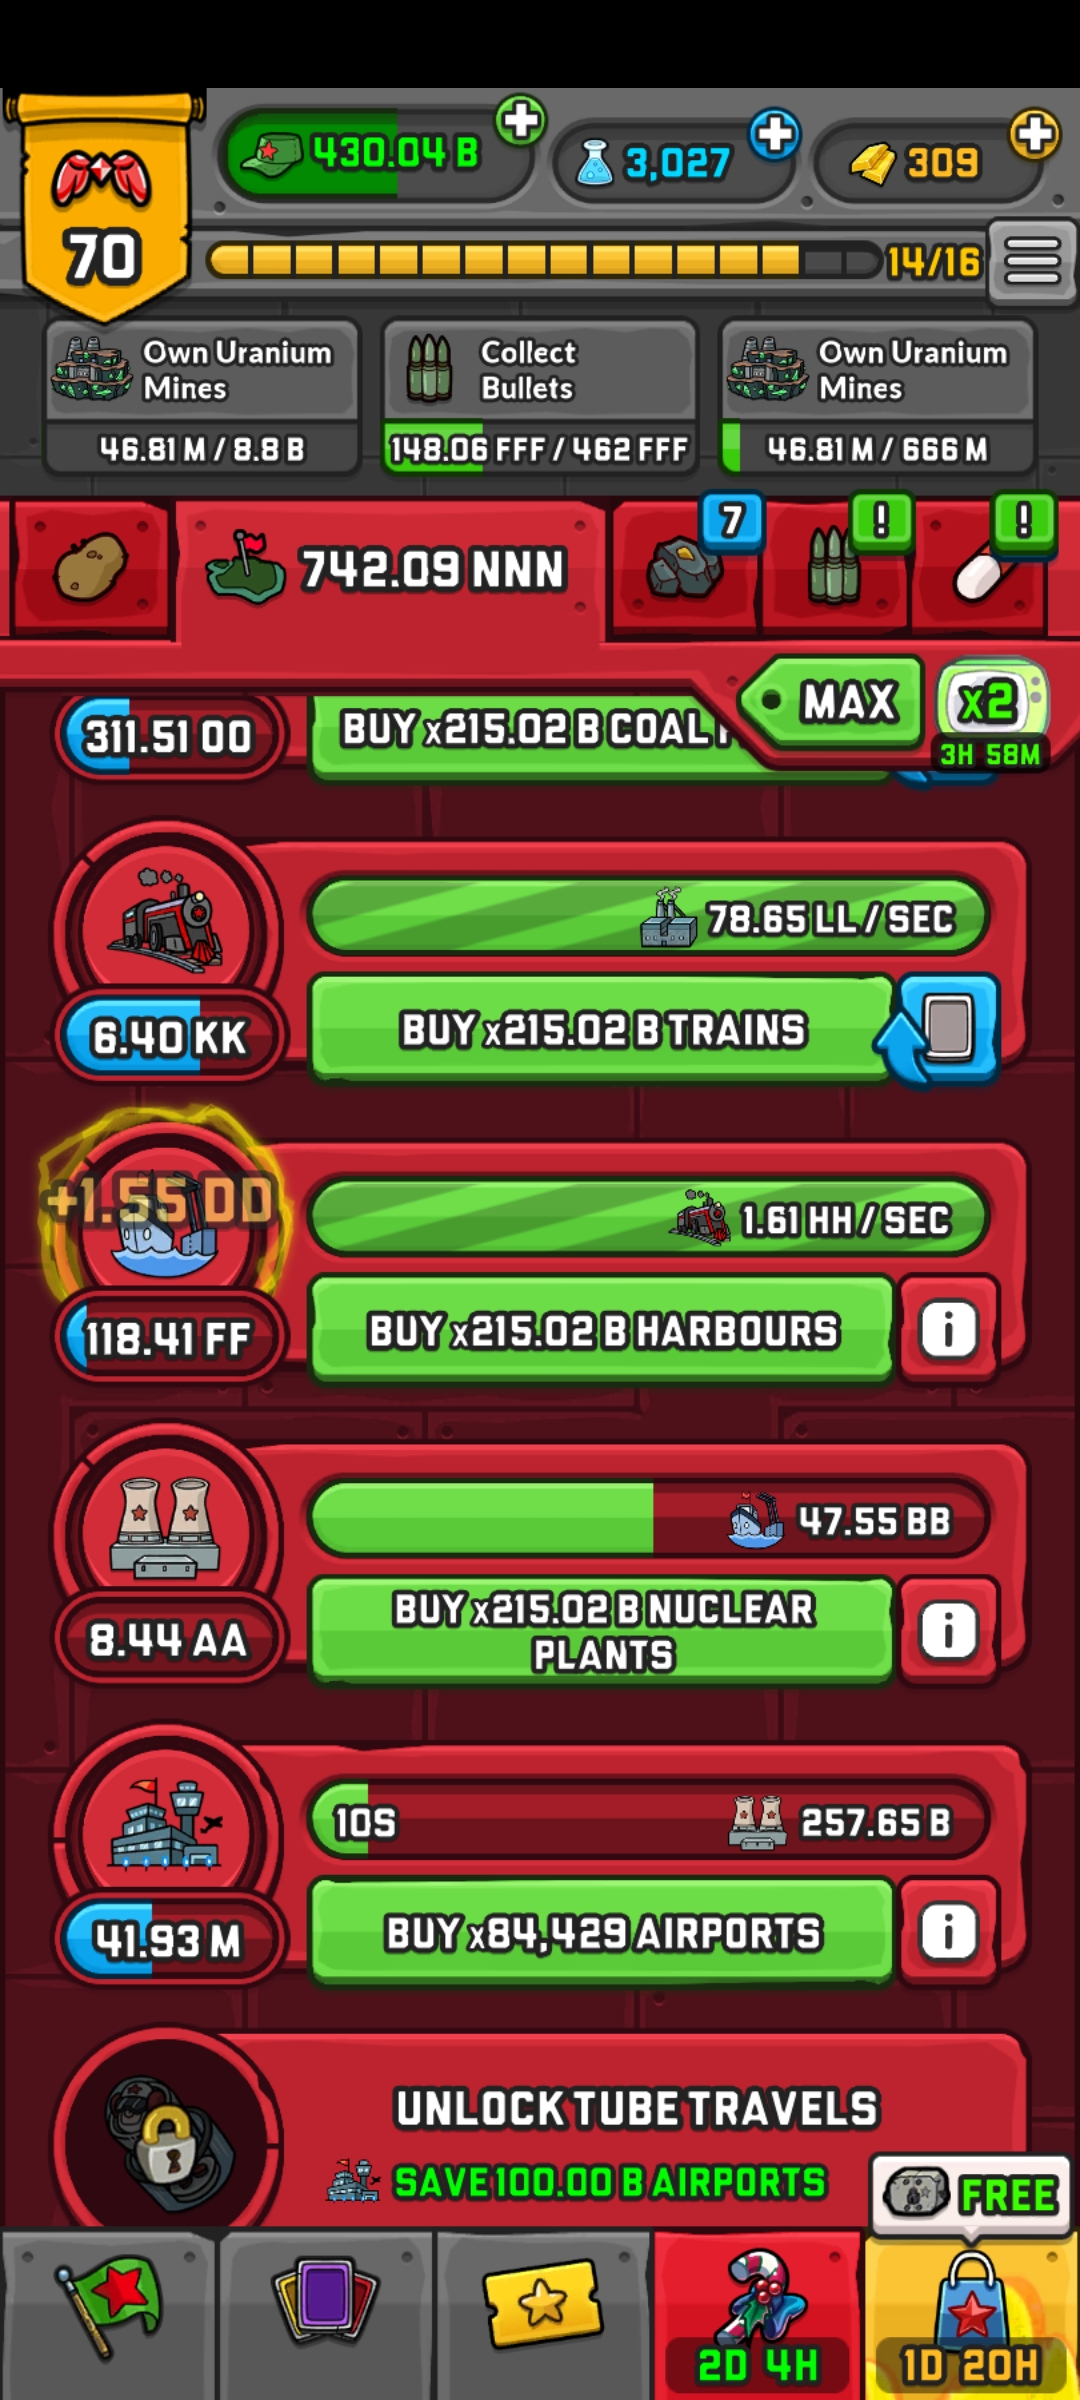 430.04 B
3,027
309
70
14/16
Own Uranium
Mines
46.81 M / 8.8 B
Collect
Bullets
148.06 FFF / 462 FFF
Own Uranium
Mines
46.81 M / 666 M
742.09 NNN
7
!
!
MAX
x2
3H 58M
311.51 OO
BUY x215.02 B COAL
6.40 KK
78.65 LL / SEC
BUY x215.02 B TRAINS
+1.55 DD
118.41 FF
1.61 HH / SEC
BUY x215.02 B HARBOURS
i
8.44 AA
47.55 BB
BUY x215.02 B NUCLEAR
PLANTS
i
10S
257.65 B
41.93 M
BUY x84,429 AIRPORTS
i
UNLOCK TUBE TRAVELS
SAVE 100.00 B AIRPORTS
FREE
2D 4H
1D 20H